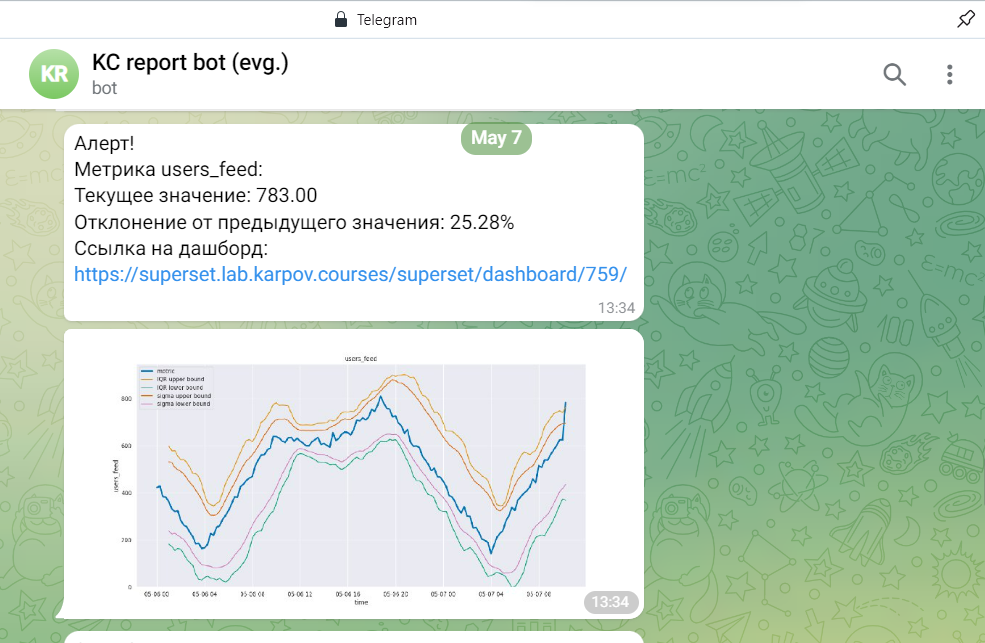 Telegram
KR
KC report bot (evg.)
bot
May 7
Алерт!
Метрика users_feed:
Текущее значение: 783.00
Отклонение от предыдущего значения: 25.28%
Ссылка на дашборд:
https://superset.lab.karpov.courses/superset/dashboard/759/
13:34
users_feed
metric
IQR upper bound
IQR lower bound
sigma upper bound
sigma lower bound
800
600
400
200
0
users_feed
05-06 00 05-06 04 05-06 08 05-06 12 05-06 16 05-06 20 05-07 00 05-07 04 05-07 08
time
13:34
E=mc²
E=mc²